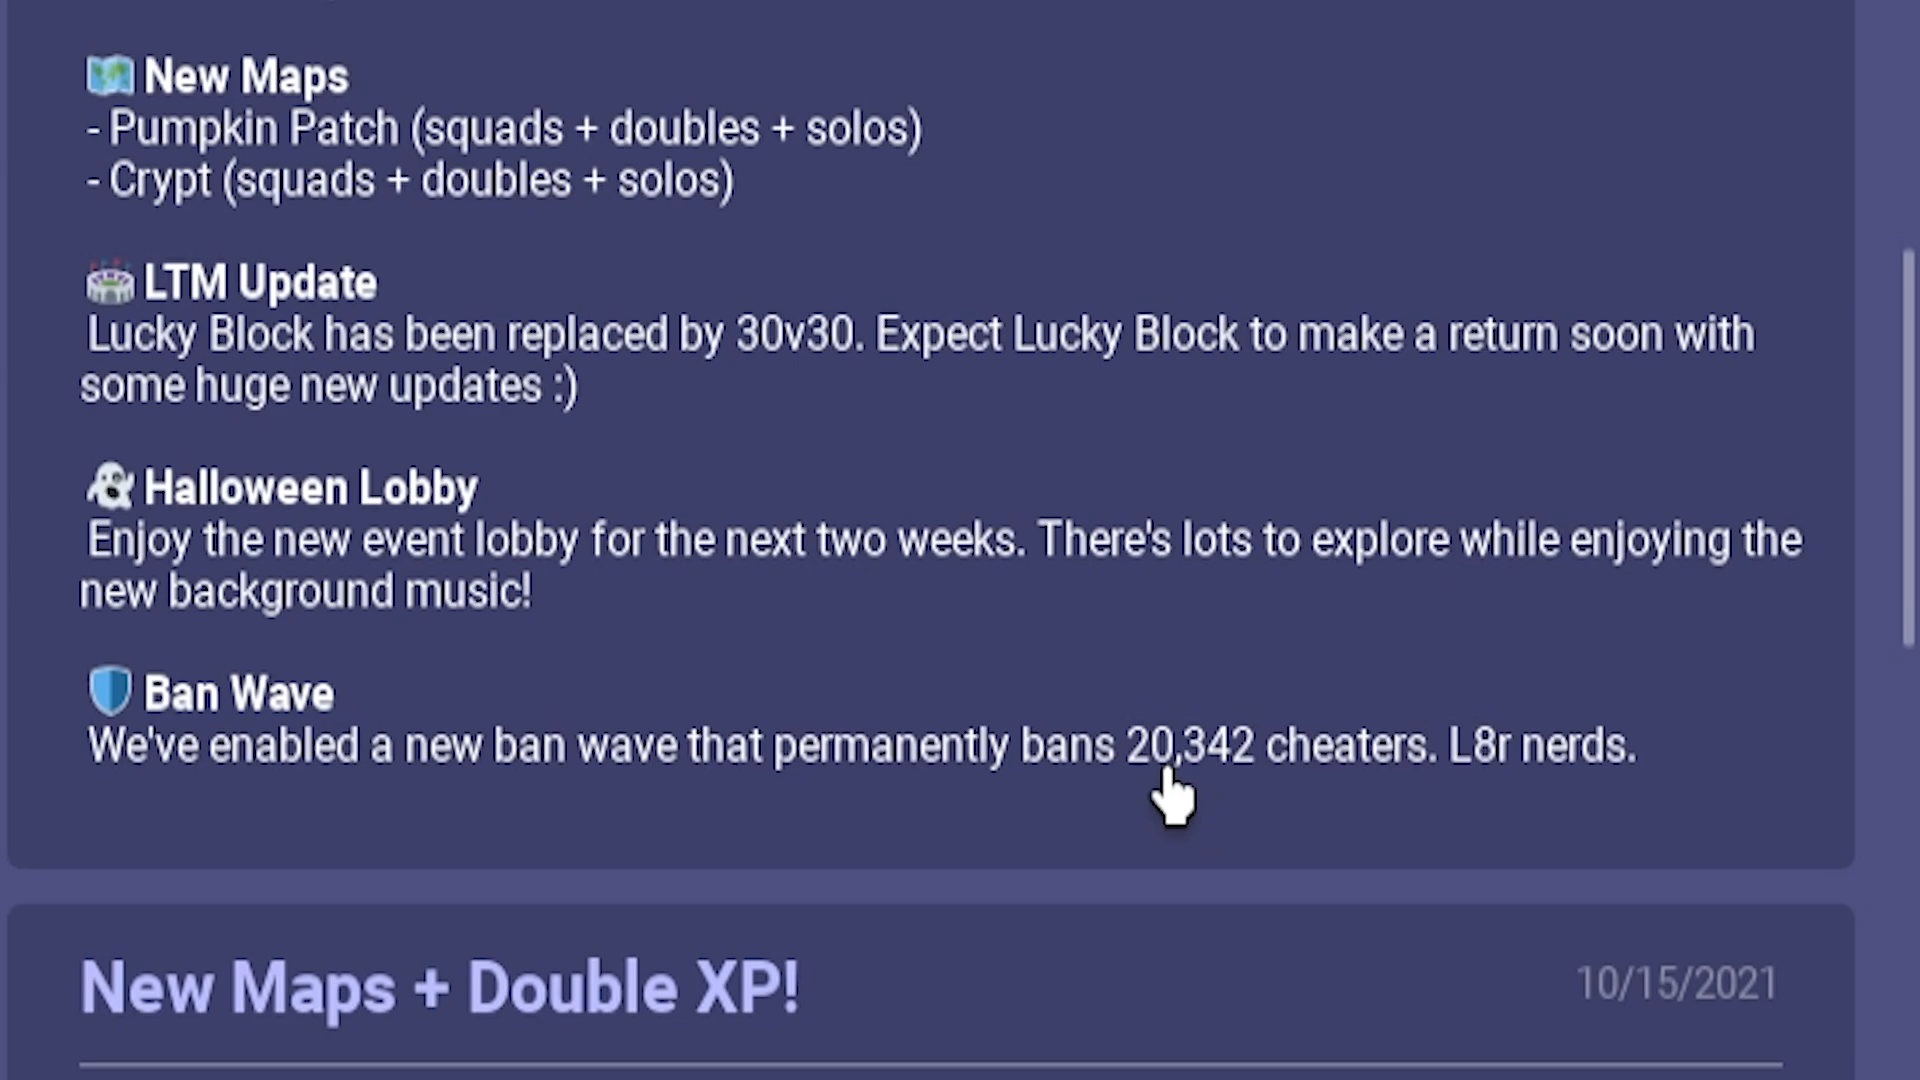 New Maps
- Pumpkin Patch (squads + doubles + solos)
- Crypt (squads + doubles + solos)
LTM Update
Lucky Block has been replaced by 30v30. Expect Lucky Block to make a return soon with
some huge new updates :)
Halloween Lobby
Enjoy the new event lobby for the next two weeks. There's lots to explore while enjoying the
new background music!
Ban Wave
We've enabled a new ban wave that permanently bans 20,342 cheaters. L8r nerds.
New Maps + Double XP!
10/15/2021